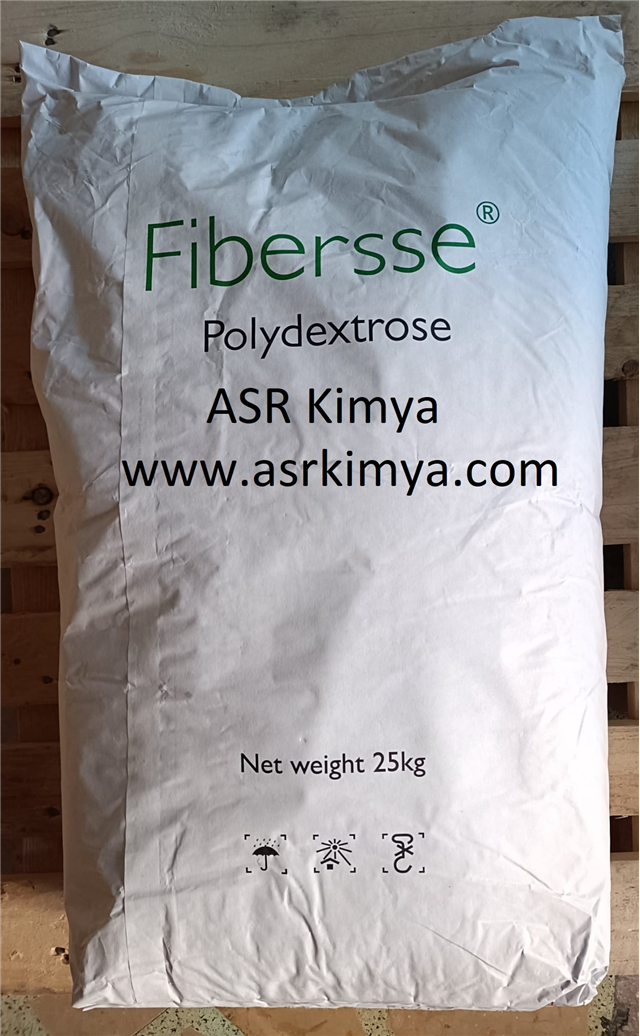 Fibersse®
Polydextrose
ASR Kimya
www.asrkimya.com
Net weight 25kg